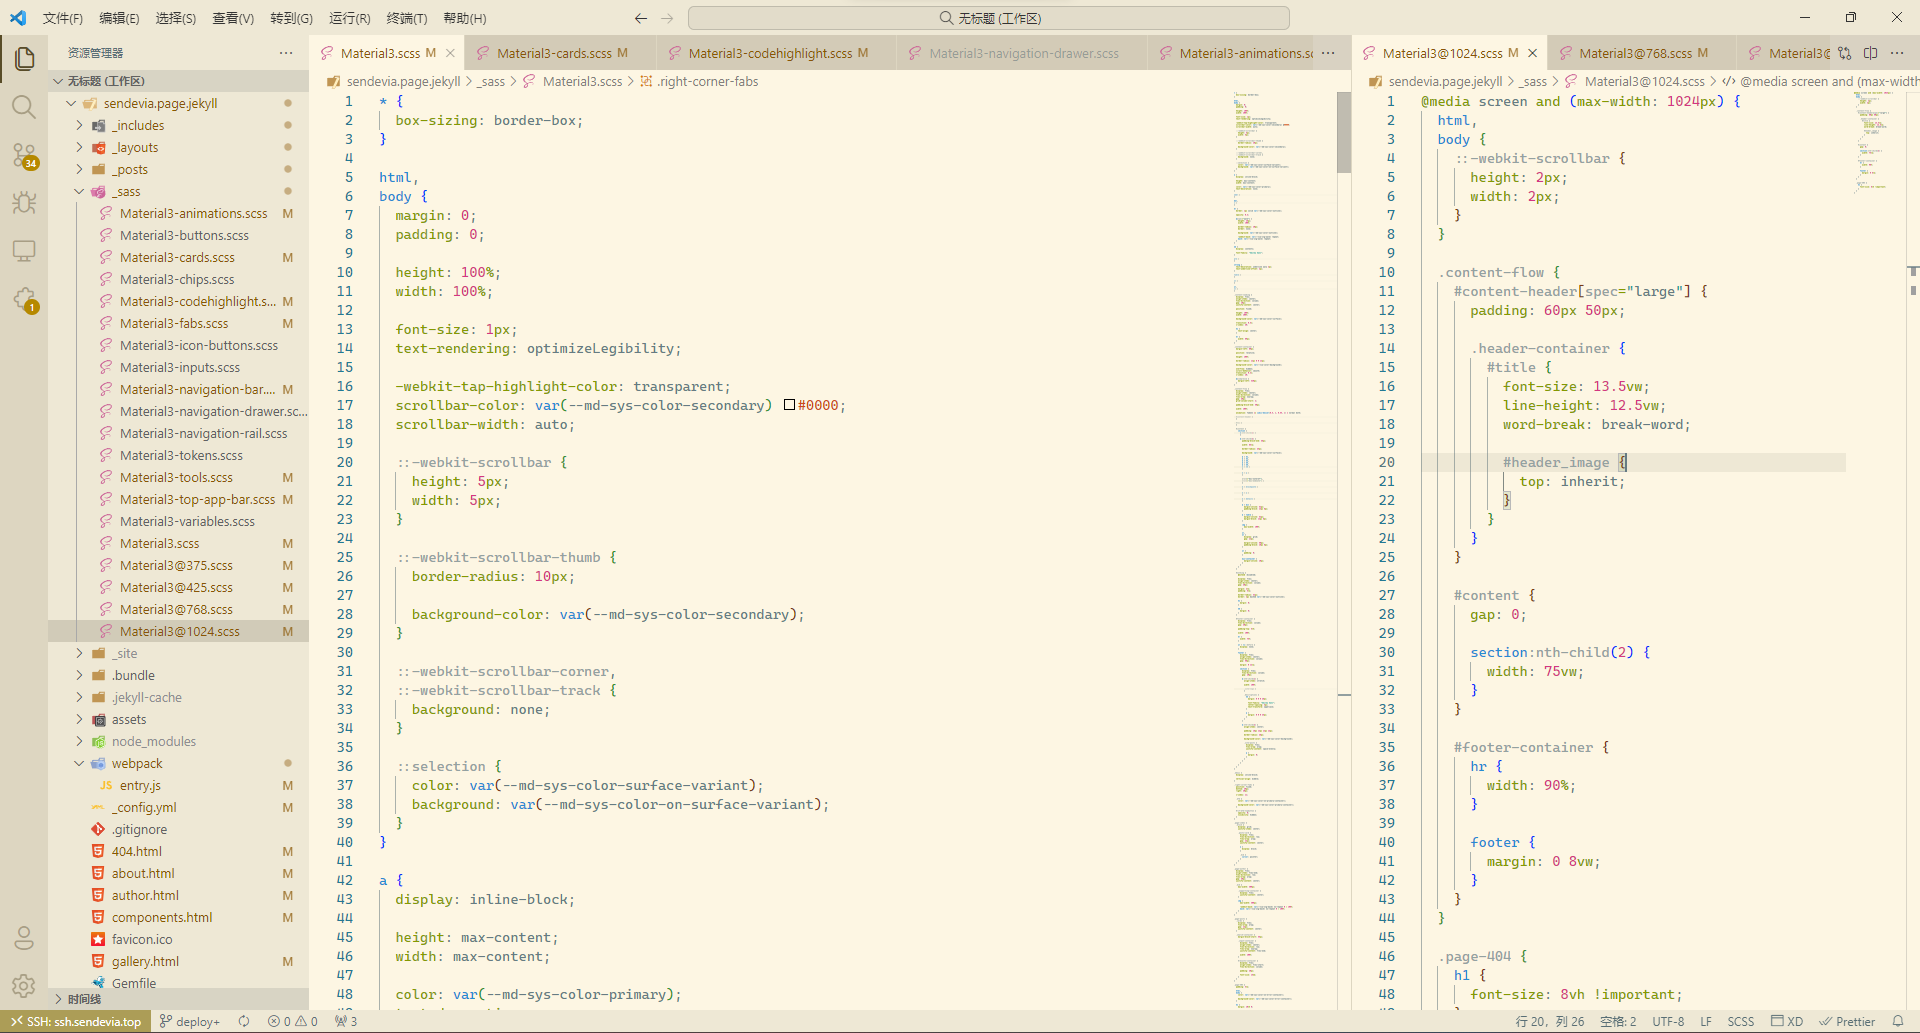 文件(F) 编辑(E) 选择(S) 查看(V) 转到(G) 运行(R) 终端(T) 帮助(H) 无标题 (工作区)
资源管理器
无标题 (工作区)
sendevia.page.jekyll
_includes
_layouts
_posts
_sass
Material3-animations.scss M
Material3-buttons.scss
Material3-cards.scss M
Material3-chips.scss
Material3-codehighlight.s... M
Material3-fabs.scss M
Material3-icon-buttons.scss
Material3-inputs.scss
Material3-navigation-bar.... M
Material3-navigation-drawer.sc...
Material3-navigation-rail.scss
Material3-tokens.scss
Material3-tools.scss M
Material3-top-app-bar.scss M
Material3-variables.scss
Material3.scss M
Material3@375.scss M
Material3@425.scss M
Material3@768.scss M
Material3@1024.scss M
_site
.bundle
.jekyll-cache
assets
node_modules
webpack
JS entry.js M
_config.yml M
.gitignore
404.html M
about.html M
author.html M
components.html M
favicon.ico
gallery.html M
Gemfile
时间线
34
1
Material3.scss M Material3-cards.scss M Material3-codehighlight.scss M Material3-navigation-drawer.scss Material3-animations.sc
sendevia.page.jekyll > _sass > Material3.scss > .right-corner-fabs
1 * {
2 box-sizing: border-box;
3 }
4
5 html,
6 body {
7 margin: 0;
8 padding: 0;
9
10 height: 100%;
11 width: 100%;
12
13 font-size: 1px;
14 text-rendering: optimizeLegibility;
15
16 -webkit-tap-highlight-color: transparent;
17 scrollbar-color: var(--md-sys-color-secondary) #0000;
18 scrollbar-width: auto;
19
20 ::-webkit-scrollbar {
21 height: 5px;
22 width: 5px;
23 }
24
25 ::-webkit-scrollbar-thumb {
26 border-radius: 10px;
27
28 background-color: var(--md-sys-color-secondary);
29 }
30
31 ::-webkit-scrollbar-corner,
32 ::-webkit-scrollbar-track {
33 background: none;
34 }
35
36 ::selection {
37 color: var(--md-sys-color-surface-variant);
38 background: var(--md-sys-color-on-surface-variant);
39 }
40 }
41
42 a {
43 display: inline-block;
44
45 height: max-content;
46 width: max-content;
47
48 color: var(--md-sys-color-primary);
Material3@1024.scss M Material3@768.scss M Material3@
sendevia.page.jekyll > _sass > Material3@1024.scss > @media screen and (max-width
1 @media screen and (max-width: 1024px) {
2 html,
3 body {
4 ::-webkit-scrollbar {
5 height: 2px;
6 width: 2px;
7 }
8 }
9
10 .content-flow {
11 #content-header[spec="large"] {
12 padding: 60px 50px;
13
14 .header-container {
15 #title {
16 font-size: 13.5vw;
17 line-height: 12.5vw;
18 word-break: break-word;
19
20 #header_image {
21 top: inherit;
22 }
23 }
24 }
25 }
26
27 #content {
28 gap: 0;
29
30 section:nth-child(2) {
31 width: 75vw;
32 }
33 }
34
35 #footer-container {
36 hr {
37 width: 90%;
38 }
39
40 footer {
41 margin: 0 8vw;
42 }
43 }
44 }
45
46 .page-404 {
47 h1 {
48 font-size: 8vh !important;
SSH: ssh.sendevia.top deploy+ 0 0 3 行 20，列 26 空格: 2 UTF-8 LF SCSS XD Prettier